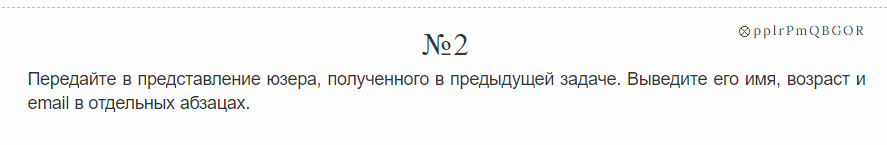 ⊗pplrPmQBGOR
№2
Передайте в представление юзера, полученного в предыдущей задаче. Выведите его имя, возраст и
email в отдельных абзацах.